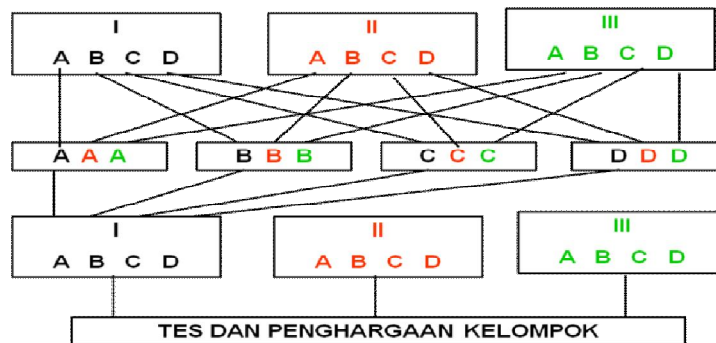 I II III
A B C D A B C D A B C D
A A A B B B C C C D D D
I II III
A B C D A B C D A B C D
TES DAN PENGHARGAAN KELOMPOK